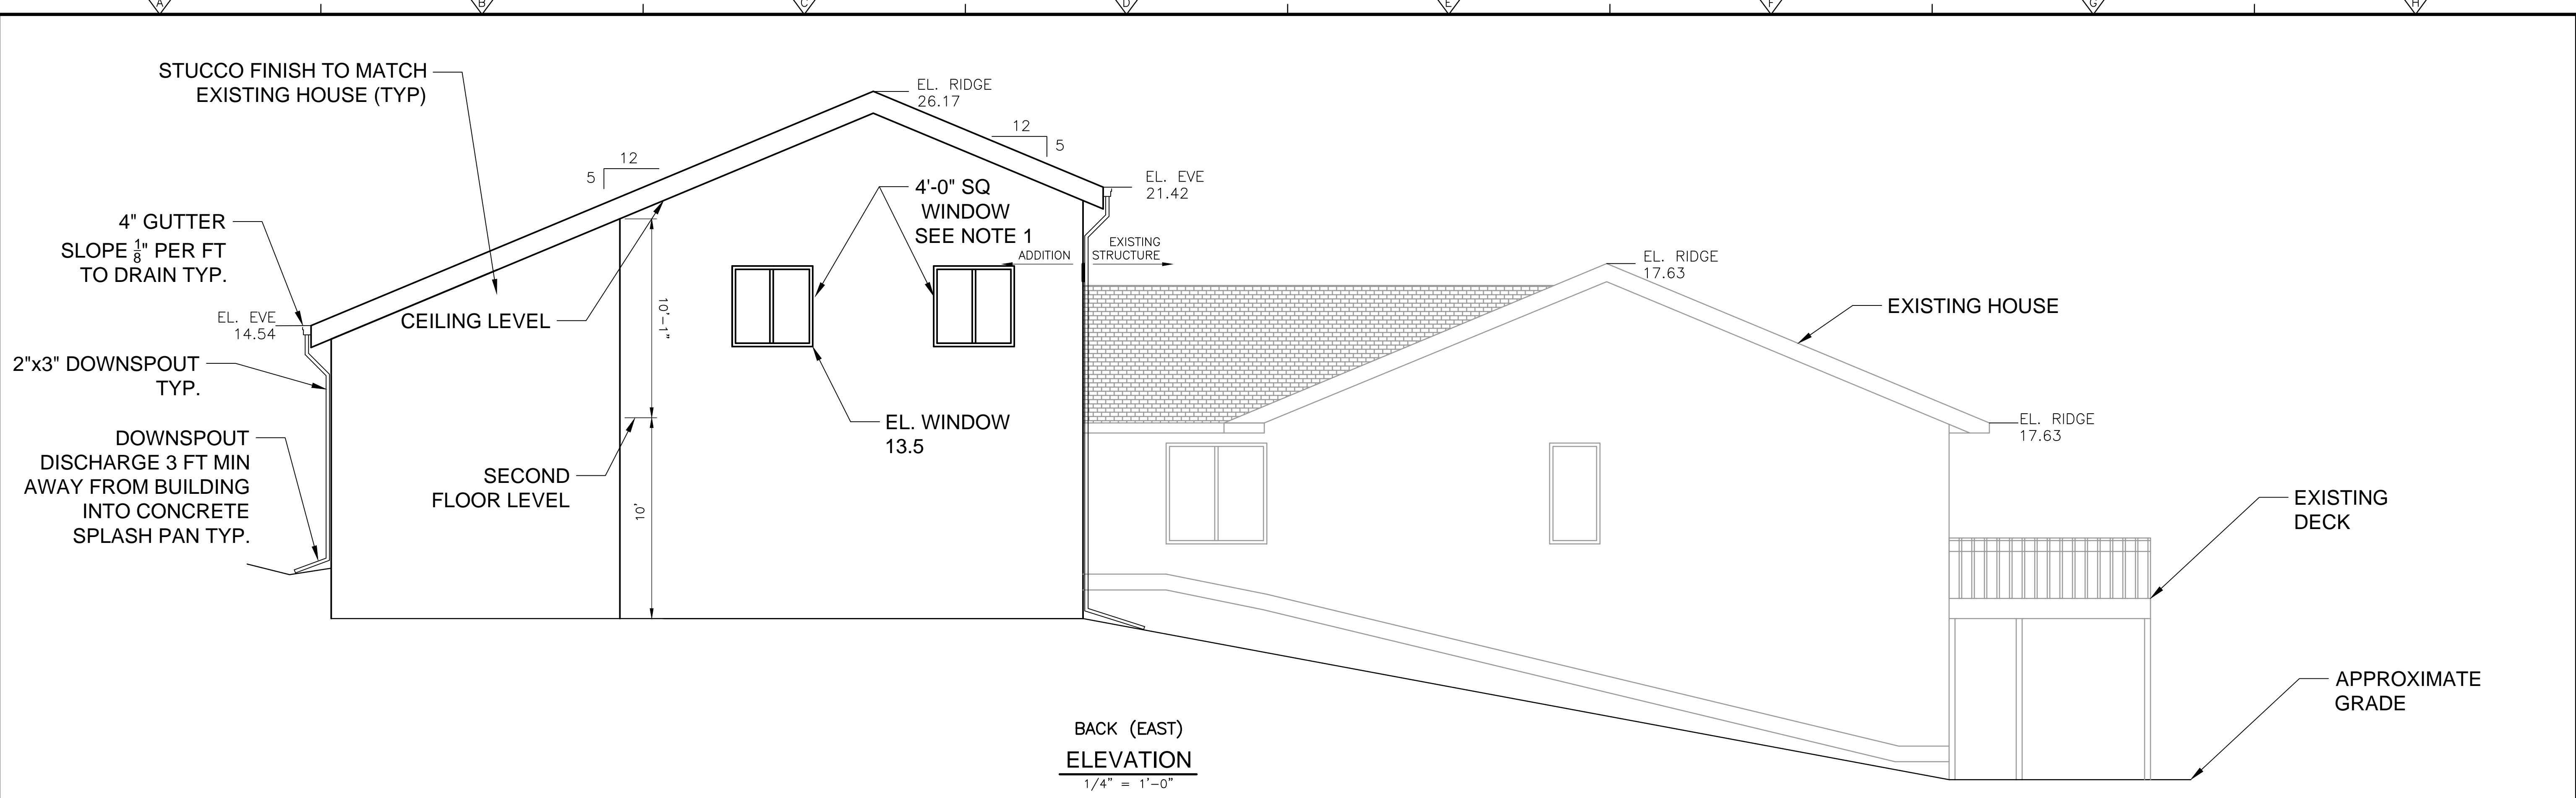 A
B
C
D
E
F
G
H
STUCCO FINISH TO MATCH
EXISTING HOUSE (TYP)
EL. RIDGE
26.17
12
5
12
5
EL. EVE
21.42
4'-0" SQ
WINDOW
SEE NOTE 1
4" GUTTER
SLOPE 1/8" PER FT
TO DRAIN TYP.
ADDITION
EXISTING
STRUCTURE
EL. RIDGE
17.63
EXISTING HOUSE
EL. EVE
14.54
CEILING LEVEL
10'-1"
2"x3" DOWNSPOUT
TYP.
EL. WINDOW
13.5
EL. RIDGE
17.63
DOWNSPOUT
DISCHARGE 3 FT MIN
AWAY FROM BUILDING
INTO CONCRETE
SPLASH PAN TYP.
SECOND
FLOOR LEVEL
10'
EXISTING
DECK
APPROXIMATE
GRADE
BACK (EAST)
ELEVATION
1/4" = 1'-0"